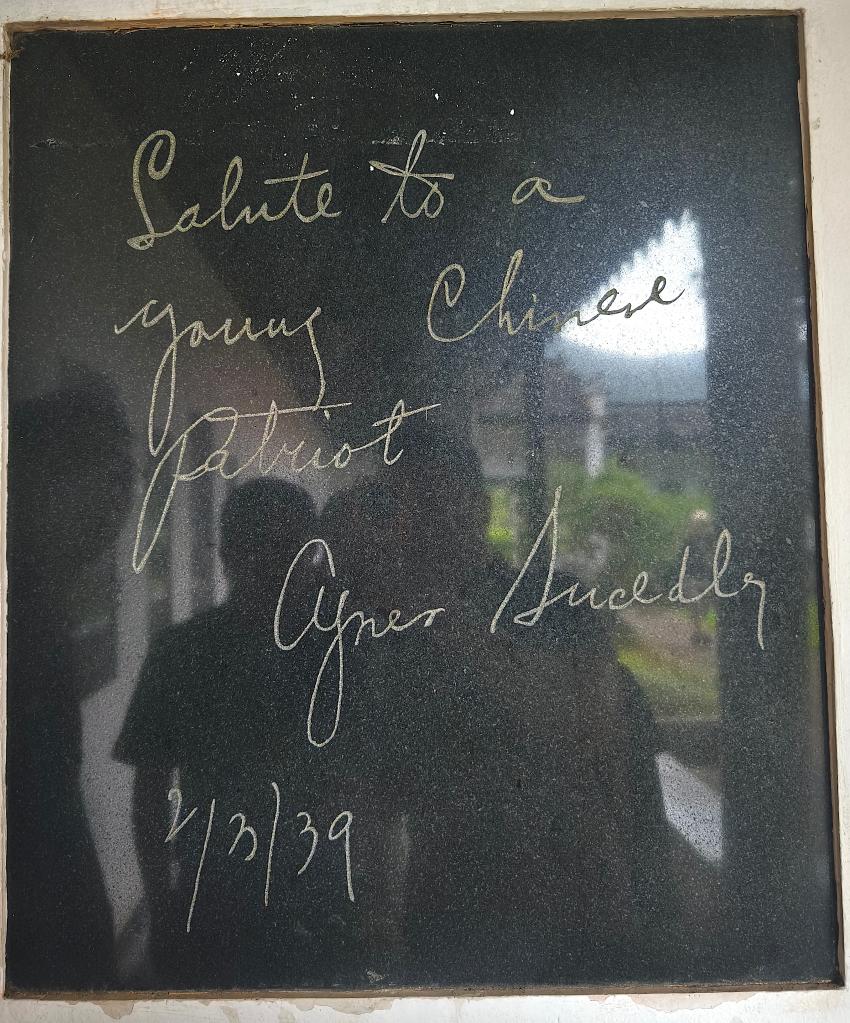 Salute to a
young Chinese
patriot
Agnes Smedley
2/3/39